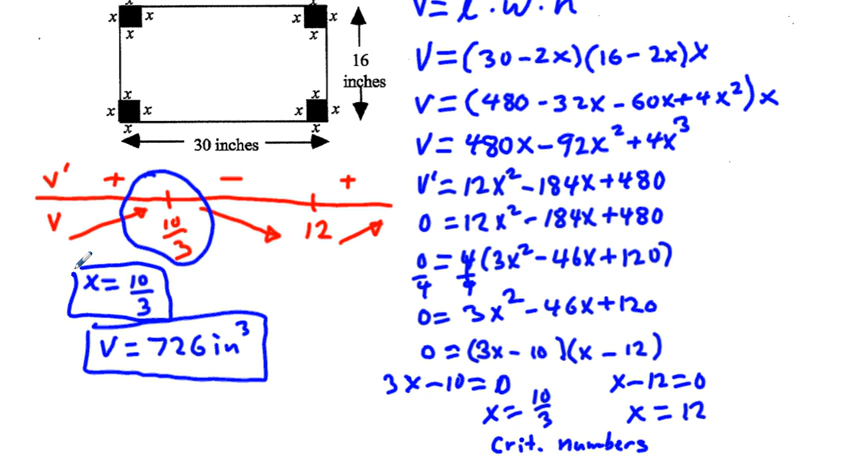 V = l · w · h
x x x x
x x
16
inches
V = (30 - 2x)(16 - 2x)x
V = (480 - 32x - 60x + 4x²)x
x x
x x x x
x x
30 inches
V = 480x - 92x² + 4x³
V' + - +
V 10/3 12
V' = 12x² - 184x + 480
0 = 12x² - 184x + 480
0/4 = 4/4 (3x² - 46x + 120)
x = 10/3
0 = 3x² - 46x + 120
V = 726 in³
0 = (3x - 10)(x - 12)
3x - 10 = 0 x - 12 = 0
x = 10/3 x = 12
Crit. numbers